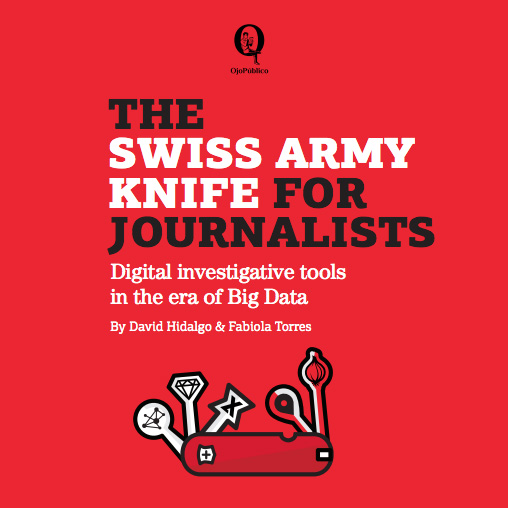 OjoPúblico
THE
SWISS ARMY
KNIFE FOR
JOURNALISTS
Digital investigative tools
in the era of Big Data
By David Hidalgo & Fabiola Torres